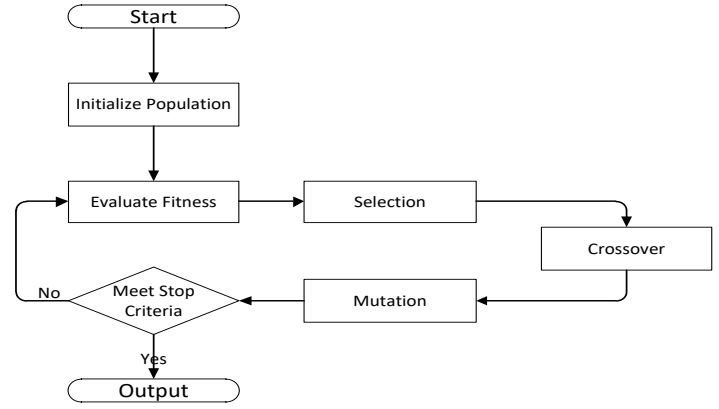 Start
Initialize Population
Evaluate Fitness
Selection
Crossover
Mutation
Meet Stop
Criteria
No
Yes
Output